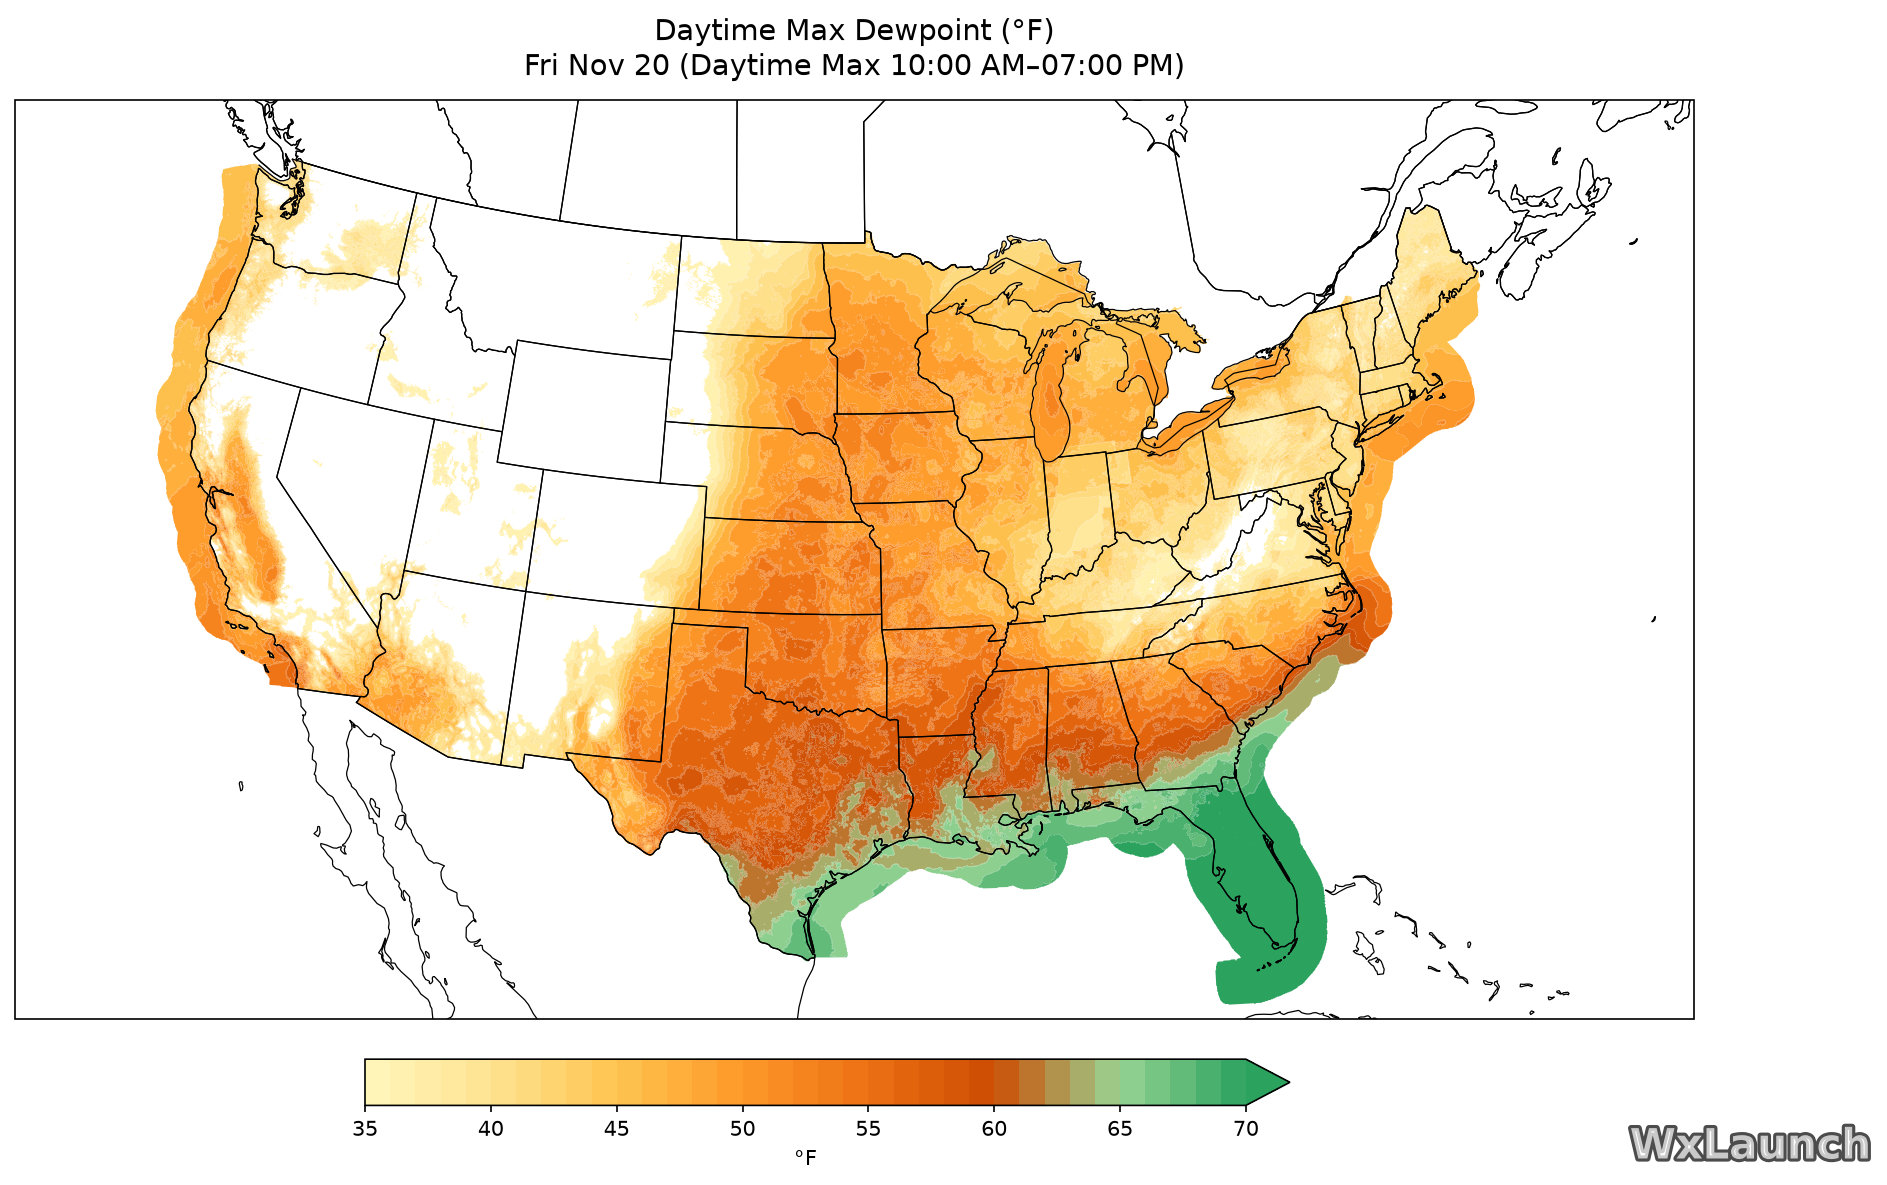 Daytime Max Dewpoint (°F)
Fri Nov 20 (Daytime Max 10:00 AM–07:00 PM)
35 40 45 50 55 60 65 70
°F
WxLaunch